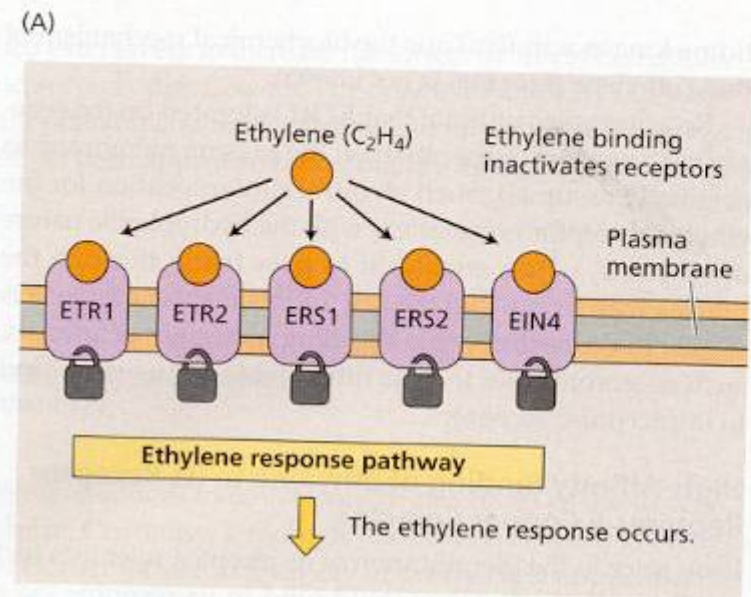 (A)
Ethylene (C₂H₄)
Ethylene binding
inactivates receptors
Plasma
membrane
ETR1
ETR2
ERS1
ERS2
EIN4
Ethylene response pathway
The ethylene response occurs.